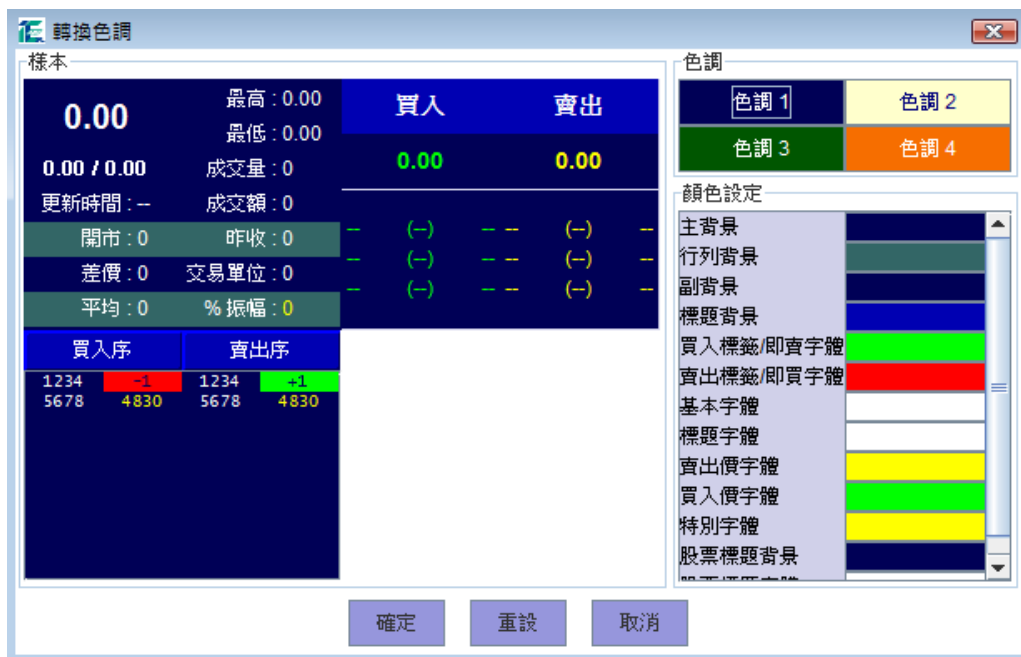 轉換色調
樣本
0.00
最高 : 0.00
最低 : 0.00
0.00 / 0.00
成交量 : 0
更新時間 : --
成交額 : 0
開市 : 0
昨收 : 0
差價 : 0
交易單位 : 0
平均 : 0
% 振幅 : 0
買入
賣出
0.00
0.00
-- (--) -- -- (--) --
-- (--) -- -- (--) --
-- (--) -- -- (--) --
買入序
賣出序
1234 -1 1234 +1
5678 4830 5678 4830
色調
色調 1
色調 2
色調 3
色調 4
顏色設定
主背景
行列背景
副背景
標題背景
買入標籤/即賣字體
賣出標籤/即買字體
基本字體
標題字體
賣出價字體
買入價字體
特別字體
股票標題背景
確定
重設
取消